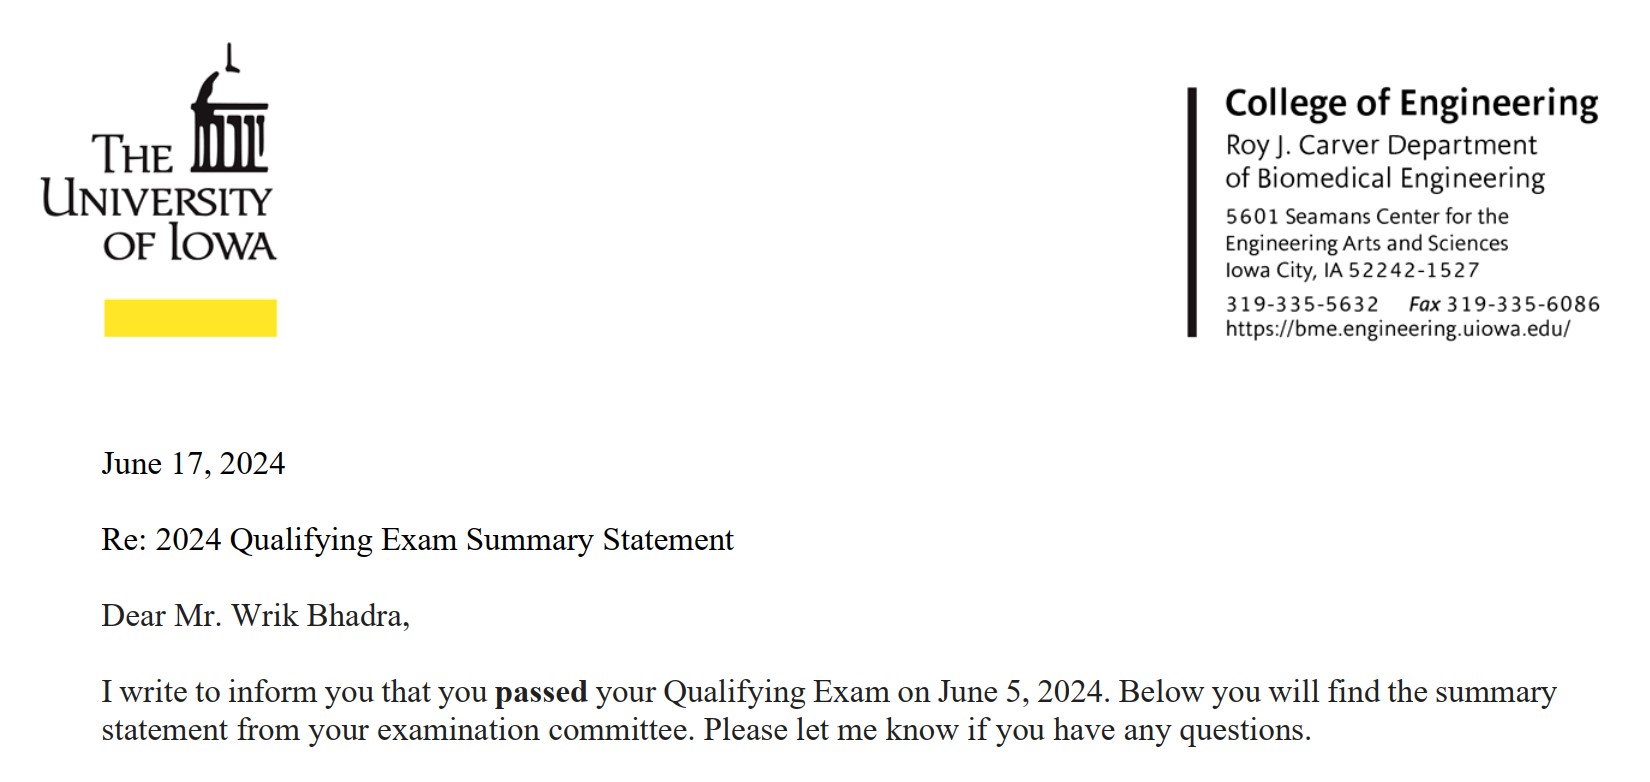 THE
UNIVERSITY
OF IOWA
College of Engineering
Roy J. Carver Department
of Biomedical Engineering
5601 Seamans Center for the
Engineering Arts and Sciences
Iowa City, IA 52242-1527
319-335-5632 Fax 319-335-6086
https://bme.engineering.uiowa.edu/
June 17, 2024
Re: 2024 Qualifying Exam Summary Statement
Dear Mr. Wrik Bhadra,
I write to inform you that you passed your Qualifying Exam on June 5, 2024. Below you will find the summary
statement from your examination committee. Please let me know if you have any questions.